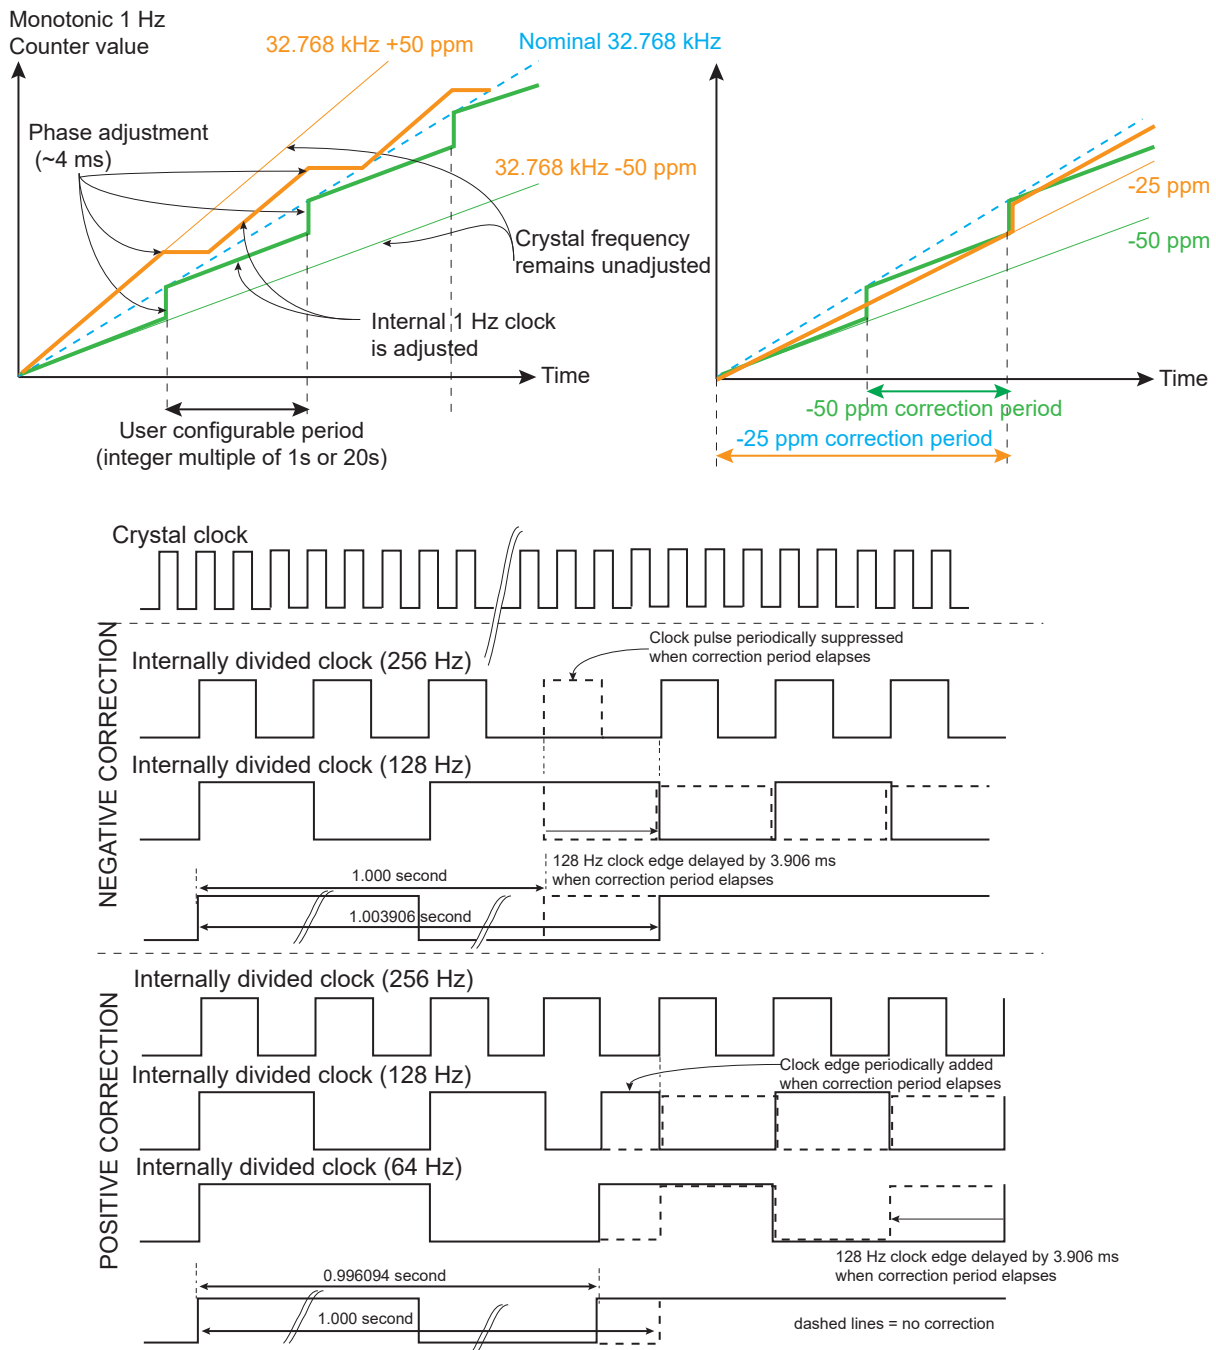 Monotonic 1 Hz
Counter value
32.768 kHz +50 ppm
Nominal 32.768 kHz
Phase adjustment
(~4 ms)
32.768 kHz -50 ppm
Crystal frequency
remains unadjusted
Internal 1 Hz clock
is adjusted
Time
User configurable period
(integer multiple of 1s or 20s)
-25 ppm
-50 ppm
Time
-50 ppm correction period
-25 ppm correction period
Crystal clock
NEGATIVE CORRECTION
Clock pulse periodically suppressed
when correction period elapses
Internally divided clock (256 Hz)
Internally divided clock (128 Hz)
128 Hz clock edge delayed by 3.906 ms
when correction period elapses
1.000 second
1.003906 second
POSITIVE CORRECTION
Internally divided clock (256 Hz)
Internally divided clock (128 Hz)
Clock edge periodically added
when correction period elapses
Internally divided clock (64 Hz)
128 Hz clock edge delayed by 3.906 ms
when correction period elapses
0.996094 second
1.000 second
dashed lines = no correction